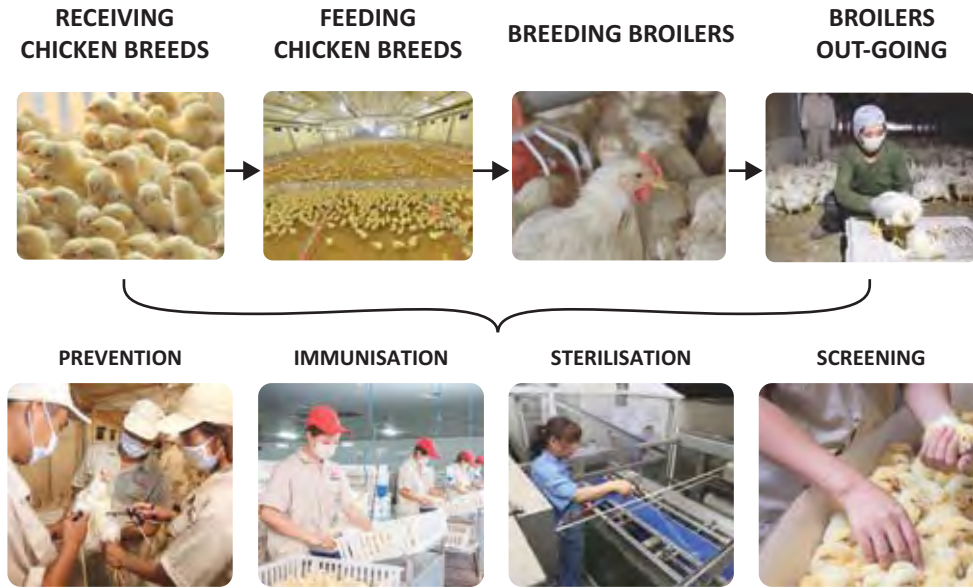 RECEIVING
CHICKEN BREEDS
FEEDING
CHICKEN BREEDS
BREEDING BROILERS
BROILERS
OUT-GOING
PREVENTION
IMMUNISATION
STERILISATION
SCREENING